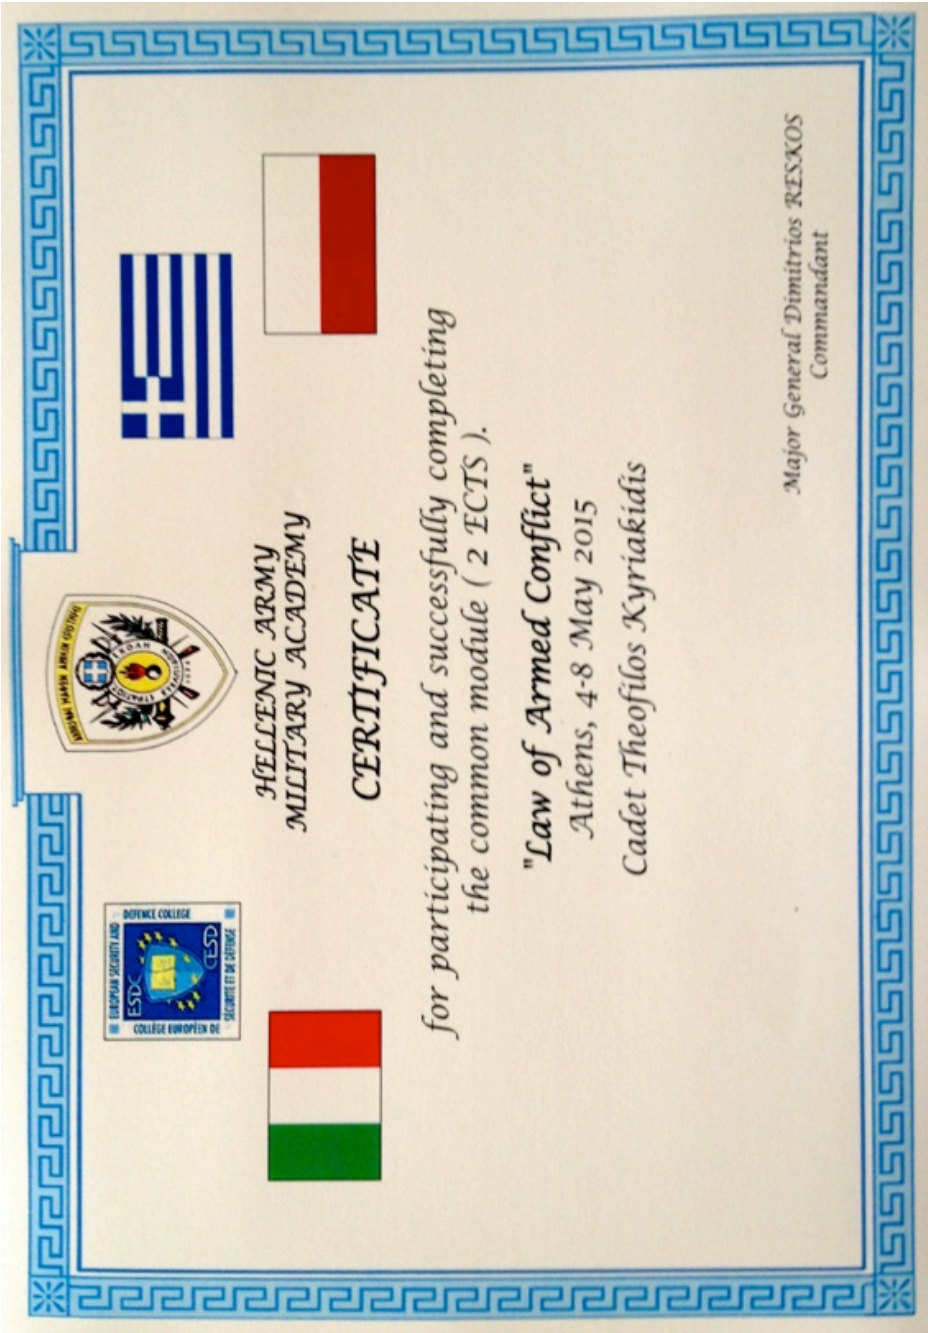 EUROPEAN SECURITY AND
DEFENCE COLLEGE
ESDC
CESD
COLLÈGE EUROPÉEN DE
SÉCURITÉ ET DE DÉFENSE
HELLENIC ARMY
MILITARY ACADEMY
CERTIFICATE
for participating and successfully completing
the common module ( 2 ECTS ).
"Law of Armed Conflict"
Athens, 4-8 May 2015
Cadet Theofilos Kyriakidis
Major General Dimitrios RESKOS
Commandant